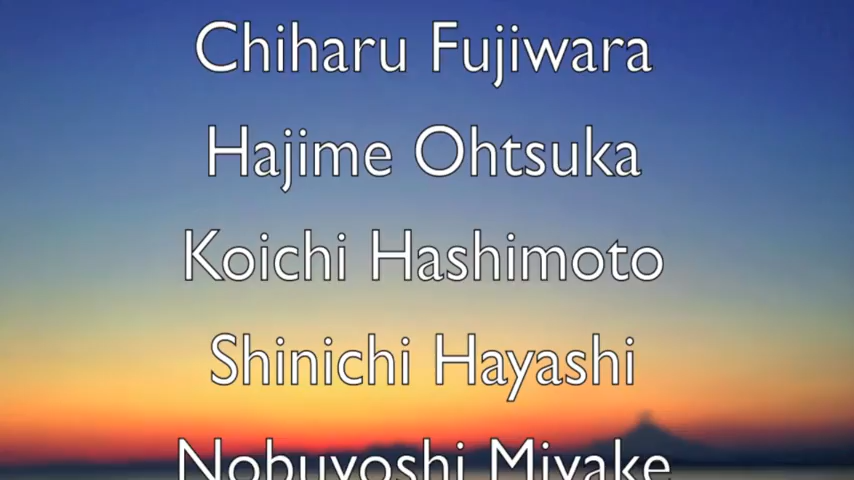 Chiharu Fujiwara
Hajime Ohtsuka
Koichi Hashimoto
Shinichi Hayashi
Nobuyoshi Miyake